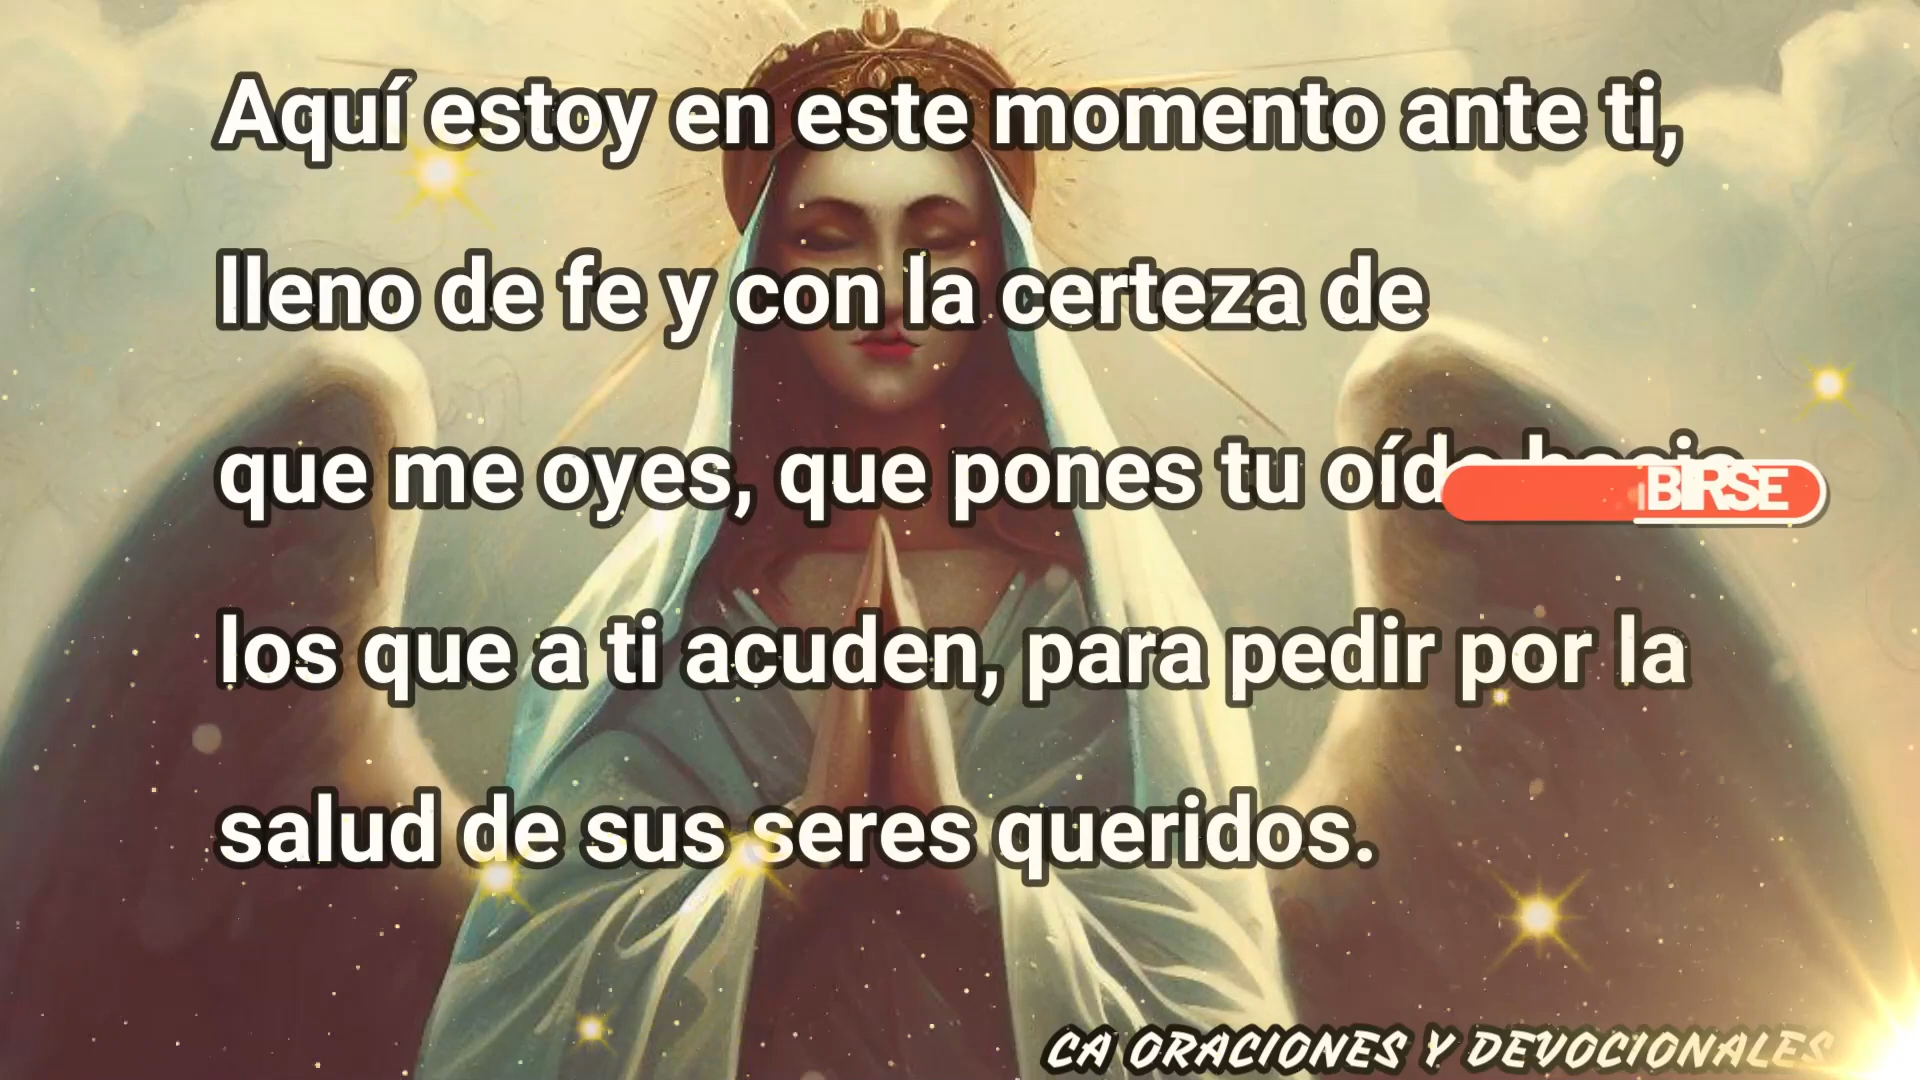 Aquí estoy en este momento ante ti,
lleno de fe y con la certeza de
que me oyes, que pones tu oído hacia
BIRSE
los que a ti acuden, para pedir por la
salud de sus seres queridos.
CA ORACIONES Y DEVOCIONALES